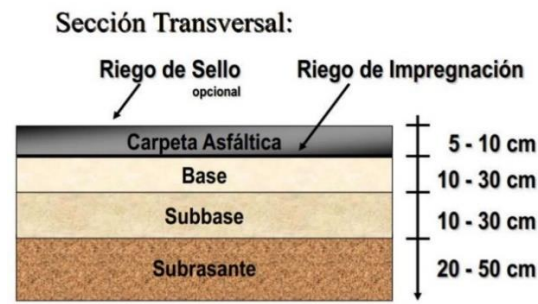 Sección Transversal:
Riego de Sello
opcional
Riego de Impregnación
Carpeta Asfáltica
5 - 10 cm
Base
10 - 30 cm
Subbase
10 - 30 cm
Subrasante
20 - 50 cm